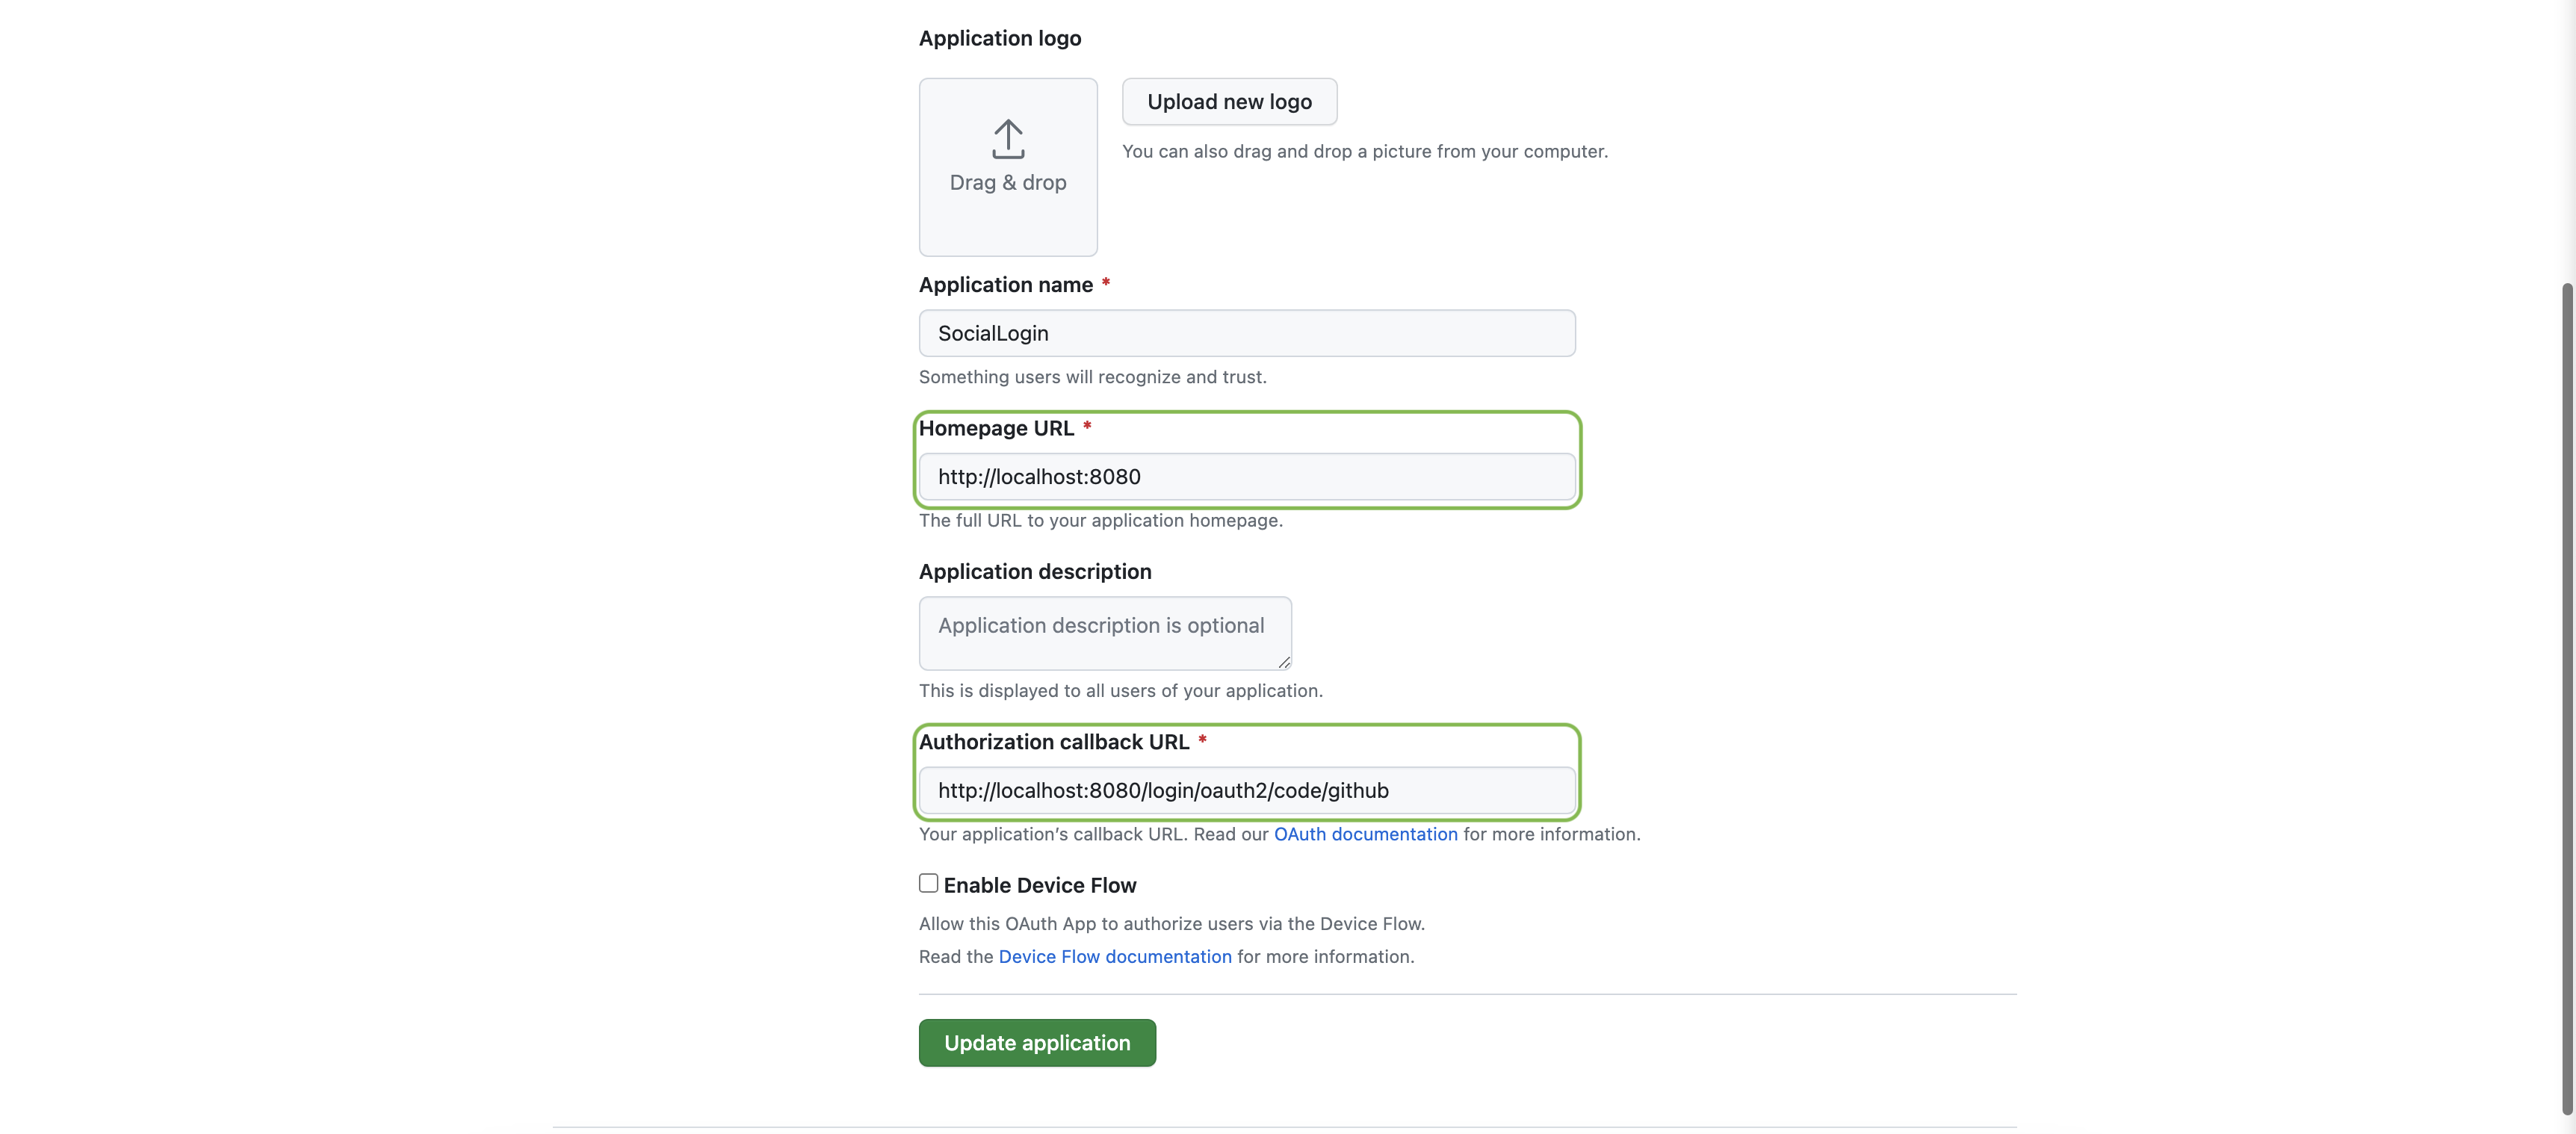 Application logo
Upload new logo
You can also drag and drop a picture from your computer.
Drag & drop
Application name *
SocialLogin
Something users will recognize and trust.
Homepage URL *
http://localhost:8080
The full URL to your application homepage.
Application description
Application description is optional
This is displayed to all users of your application.
Authorization callback URL *
http://localhost:8080/login/oauth2/code/github
Your application’s callback URL. Read our OAuth documentation for more information.
Enable Device Flow
Allow this OAuth App to authorize users via the Device Flow.
Read the Device Flow documentation for more information.
Update application